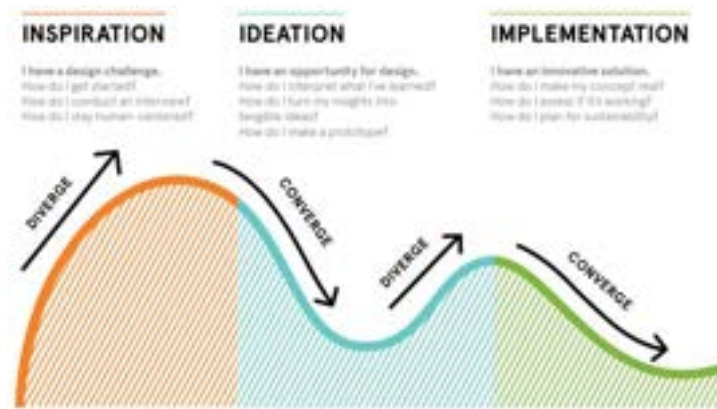 INSPIRATION
I have a design challenge.
How do I get started?
How do I conduct an interview?
How do I stay human-centered?
IDEATION
I have an opportunity for design.
How do I interpret what I've learned?
How do I turn my insights into
tangible ideas?
How do I make a prototype?
IMPLEMENTATION
I have an innovative solution.
How do I make my concept real?
How do I assess if it's working?
How do I plan for sustainability?
DIVERGE
CONVERGE
DIVERGE
CONVERGE